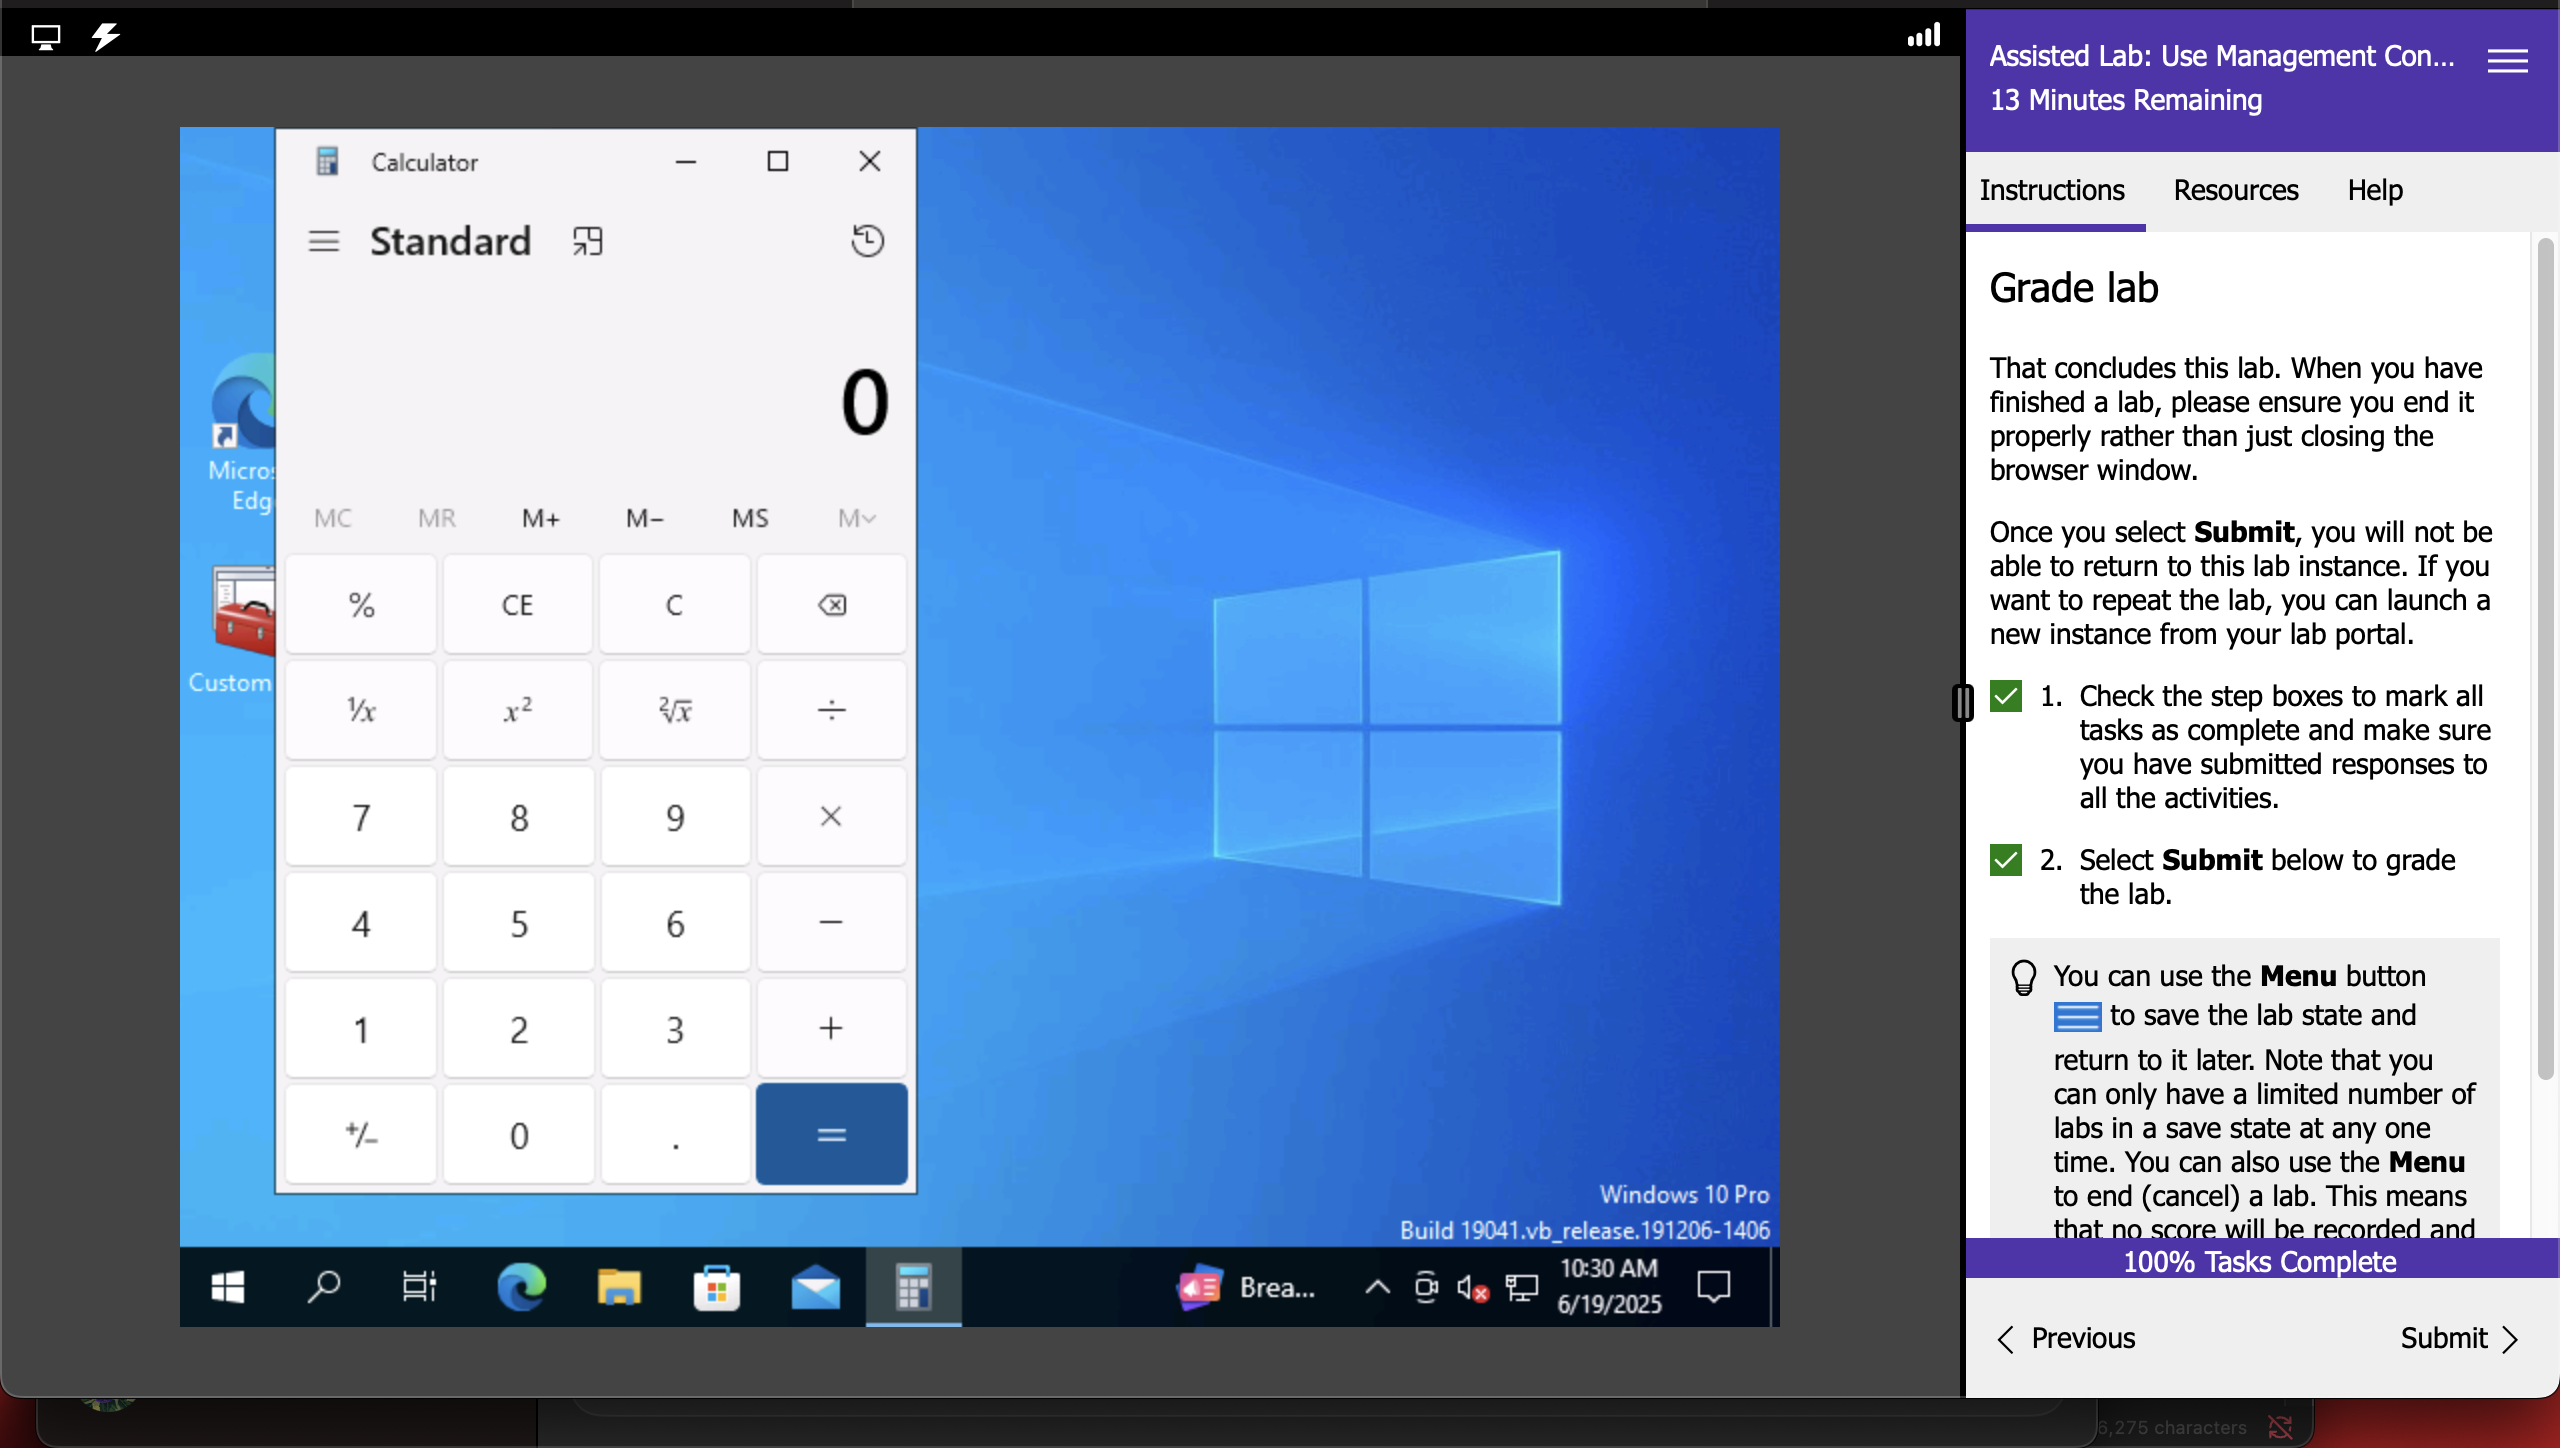 Assisted Lab: Use Management Con...
13 Minutes Remaining
Instructions Resources Help
Calculator
Standard
0
MC MR M+ M− MS M
% CE C
¹/x x² ²√x ÷
7 8 9 ×
4 5 6 −
1 2 3 +
+/− 0 . =
Micros
Edg
Custom
Windows 10 Pro
Build 19041.vb_release.191206-1406
Brea...
10:30 AM
6/19/2025
Grade lab
That concludes this lab. When you have
finished a lab, please ensure you end it
properly rather than just closing the
browser window.
Once you select Submit, you will not be
able to return to this lab instance. If you
want to repeat the lab, you can launch a
new instance from your lab portal.
1. Check the step boxes to mark all
tasks as complete and make sure
you have submitted responses to
all the activities.
2. Select Submit below to grade
the lab.
You can use the Menu button
to save the lab state and
return to it later. Note that you
can only have a limited number of
labs in a save state at any one
time. You can also use the Menu
to end (cancel) a lab. This means
that no score will be recorded and
100% Tasks Complete
Previous Submit
6,275 characters